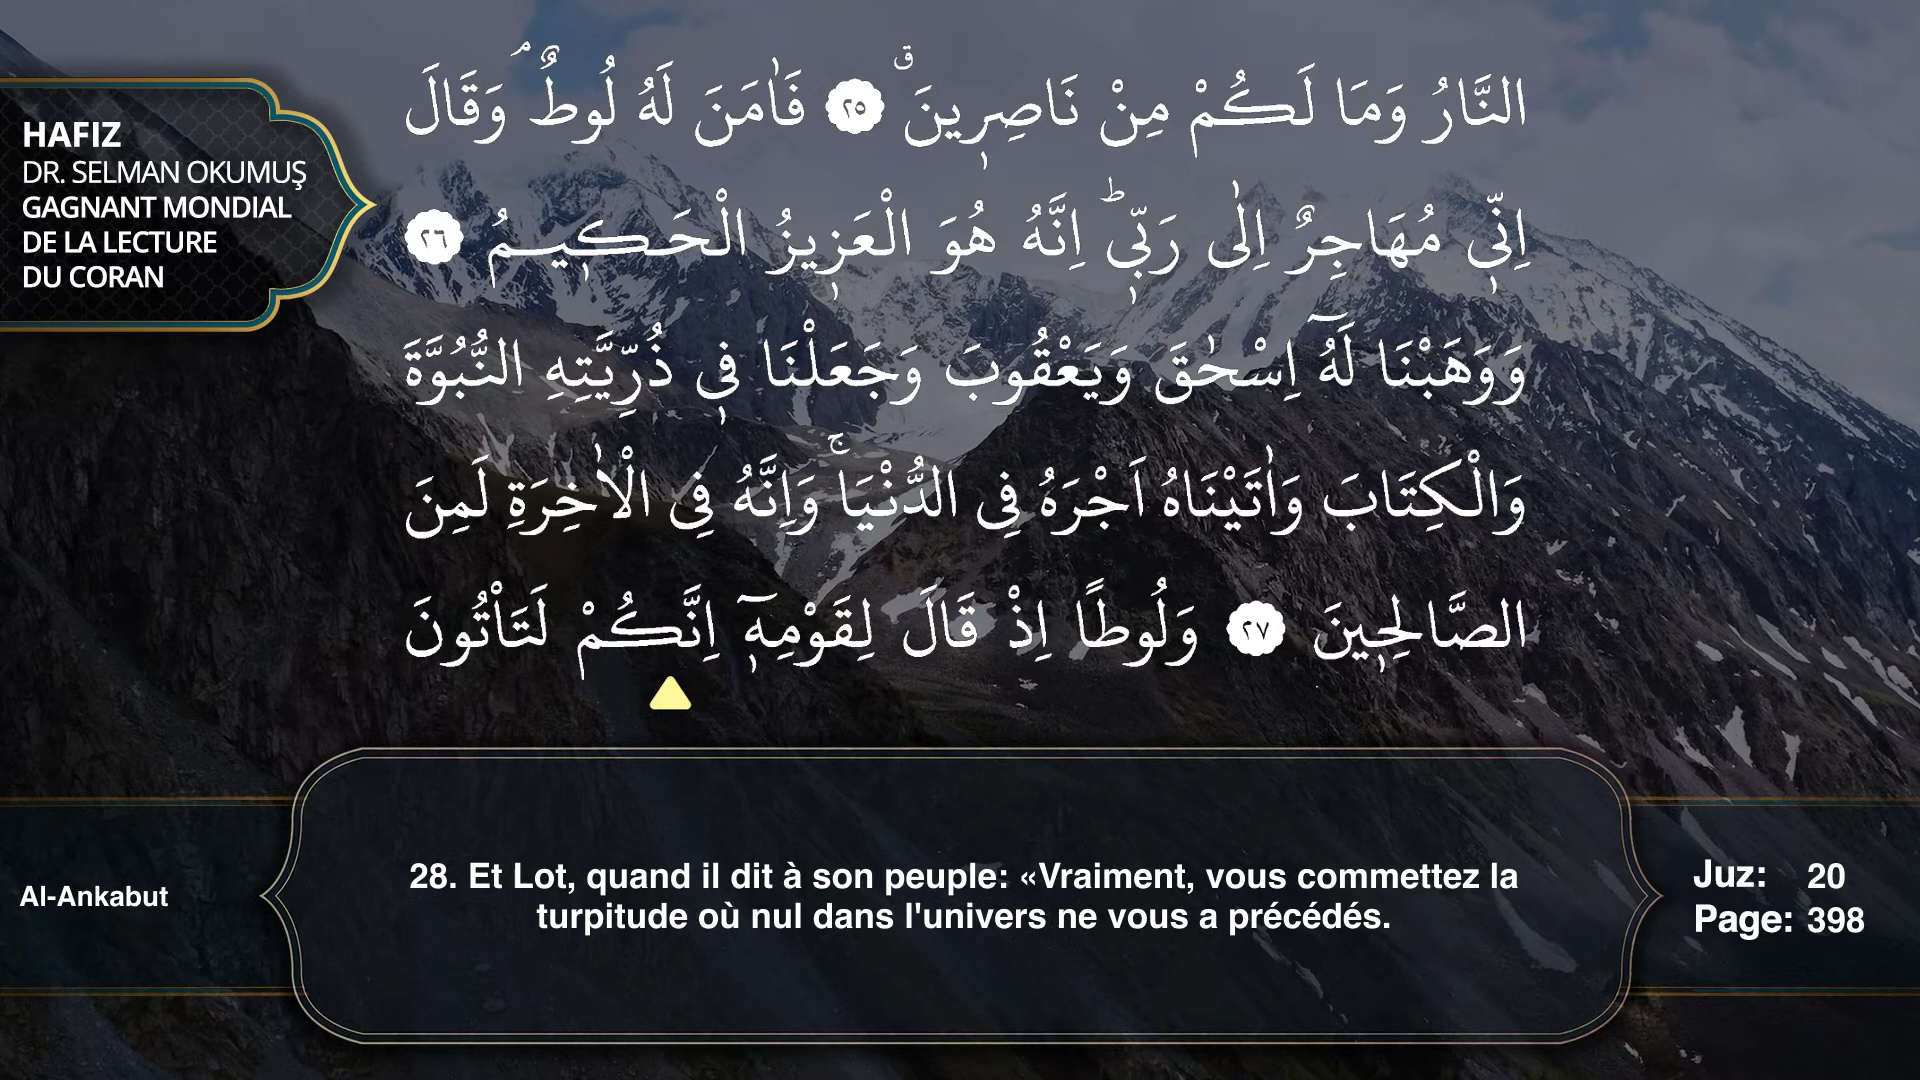 HAFIZ
DR. SELMAN OKUMUŞ
GAGNANT MONDIAL
DE LA LECTURE
DU CORAN
النَّارُ وَمَا لَكُمْ مِنْ نَاصِر۪ينَۗ ﴿٢٥﴾ فَاٰمَنَ لَهُ لُوطٌۢ وَقَالَ
اِنّ۪ي مُهَاجِرٌ اِلٰى رَبّ۪يۜ اِنَّهُ هُوَ الْعَز۪يزُ الْحَك۪يمُ ﴿٢٦﴾
وَوَهَبْنَا لَهُٓ اِسْحٰقَ وَيَعْقُوبَ وَجَعَلْنَا ف۪ي ذُرِّيَّتِهِ النُّبُوَّةَ
وَالْكِتَابَ وَاٰتَيْنَاهُ اَجْرَهُ فِي الدُّنْيَاۚ وَاِنَّهُ فِي الْاٰخِرَةِ لَمِنَ
الصَّالِح۪ينَ ﴿٢٧﴾ وَلُوطًا اِذْ قَالَ لِقَوْمِه۪ٓ اِنَّكُمْ لَتَأْتُونَ
28. Et Lot, quand il dit à son peuple: «Vraiment, vous commettez la
turpitude où nul dans l'univers ne vous a précédés.
Al-Ankabut
Juz: 20
Page: 398